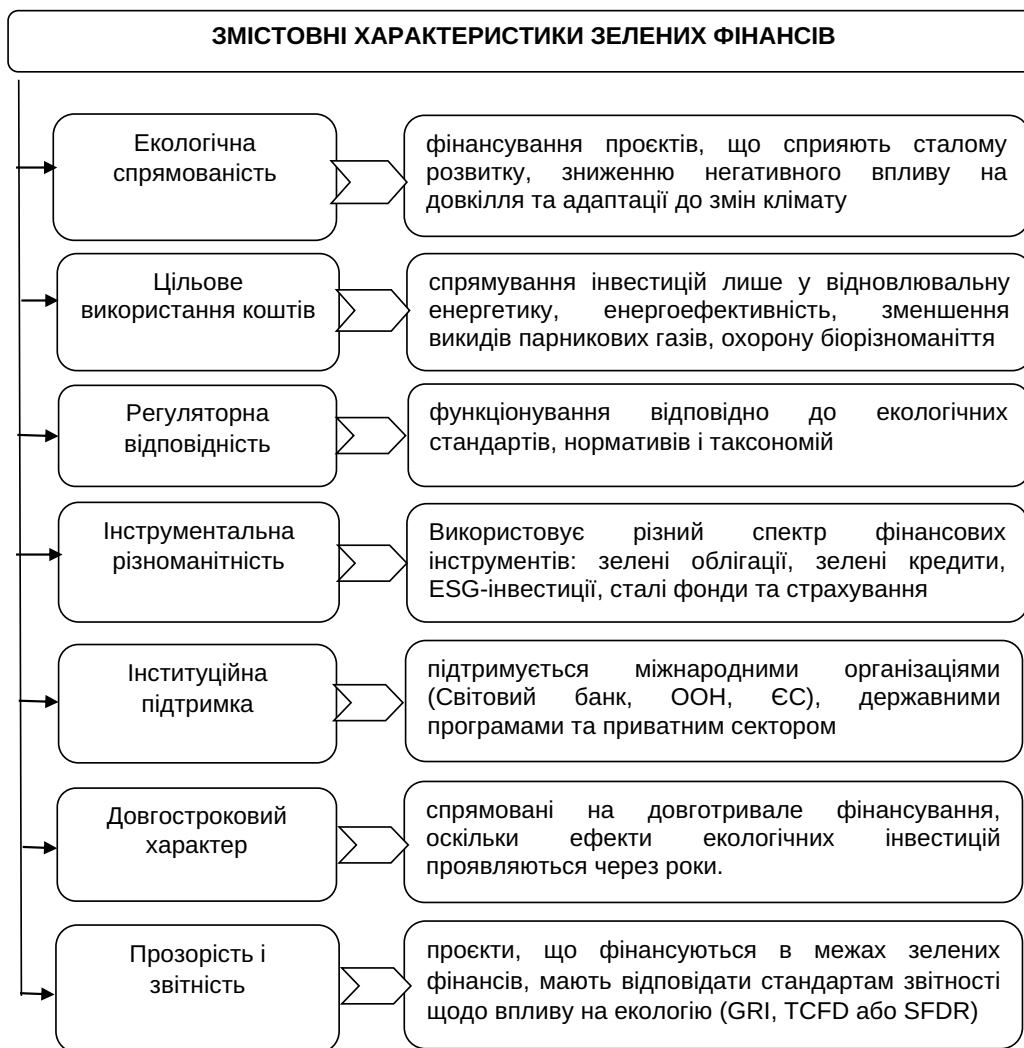 ЗМІСТОВНІ ХАРАКТЕРИСТИКИ ЗЕЛЕНИХ ФІНАНСІВ
Екологічна
спрямованість
фінансування проєктів, що сприяють сталому
розвитку, зниженню негативного впливу на
довкілля та адаптації до змін клімату
Цільове
використання коштів
спрямування інвестицій лише у відновлювальну
енергетику, енергоефективність, зменшення
викидів парникових газів, охорону біорізноманіття
Регуляторна
відповідність
функціонування відповідно до екологічних
стандартів, нормативів і таксономій
Інструментальна
різноманітність
Використовує різний спектр фінансових
інструментів: зелені облігації, зелені кредити,
ESG-інвестиції, сталі фонди та страхування
Інституційна
підтримка
підтримується міжнародними організаціями
(Світовий банк, ООН, ЄС), державними
програмами та приватним сектором
Довгостроковий
характер
спрямовані на довготривале фінансування,
оскільки ефекти екологічних інвестицій
проявляються через роки.
Прозорість і
звітність
проєкти, що фінансуються в межах зелених
фінансів, мають відповідати стандартам звітності
щодо впливу на екологію (GRI, TCFD або SFDR)